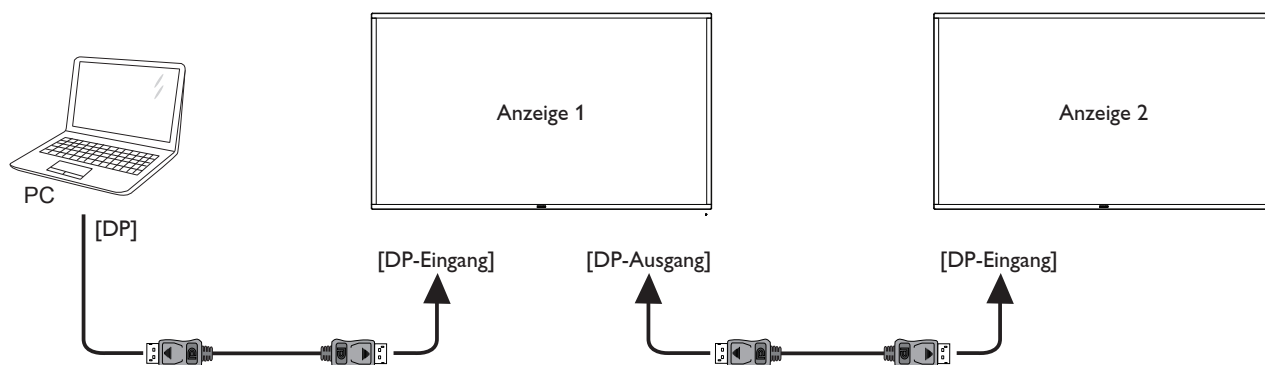 Anzeige 1
Anzeige 2
PC
[DP]
[DP-Eingang]
[DP-Ausgang]
[DP-Eingang]